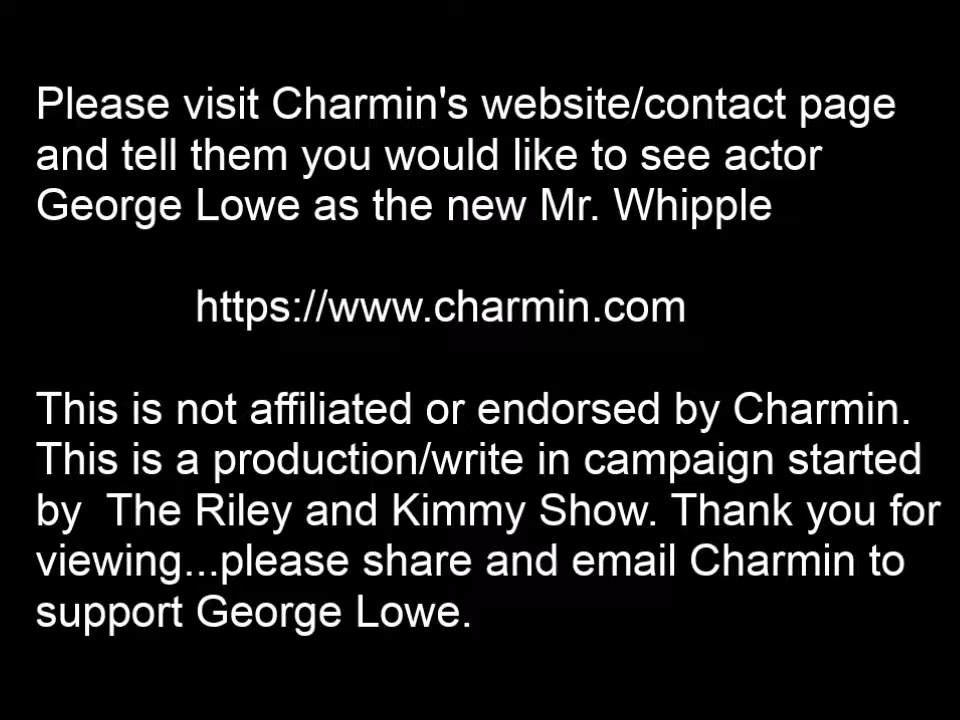 Please visit Charmin's website/contact page
and tell them you would like to see actor
George Lowe as the new Mr. Whipple
https://www.charmin.com
This is not affiliated or endorsed by Charmin.
This is a production/write in campaign started
by  The Riley and Kimmy Show. Thank you for
viewing...please share and email Charmin to
support George Lowe.